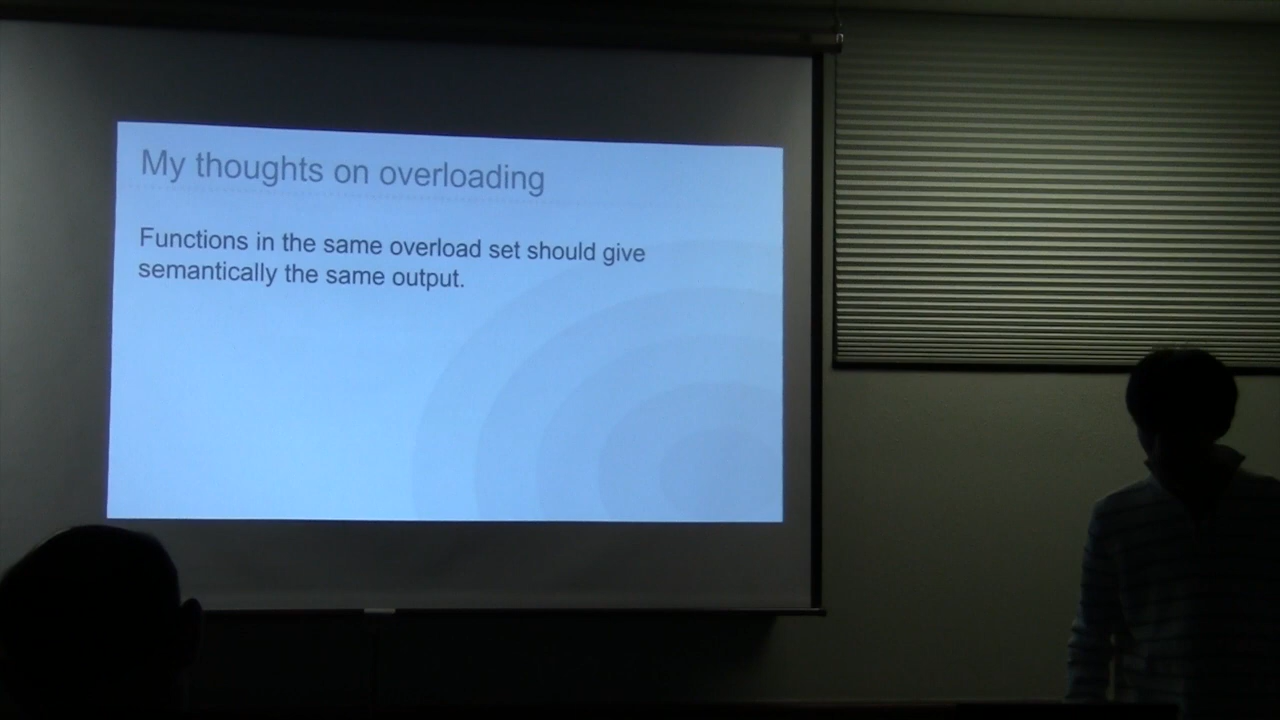 My thoughts on overloading
Functions in the same overload set should give
semantically the same output.